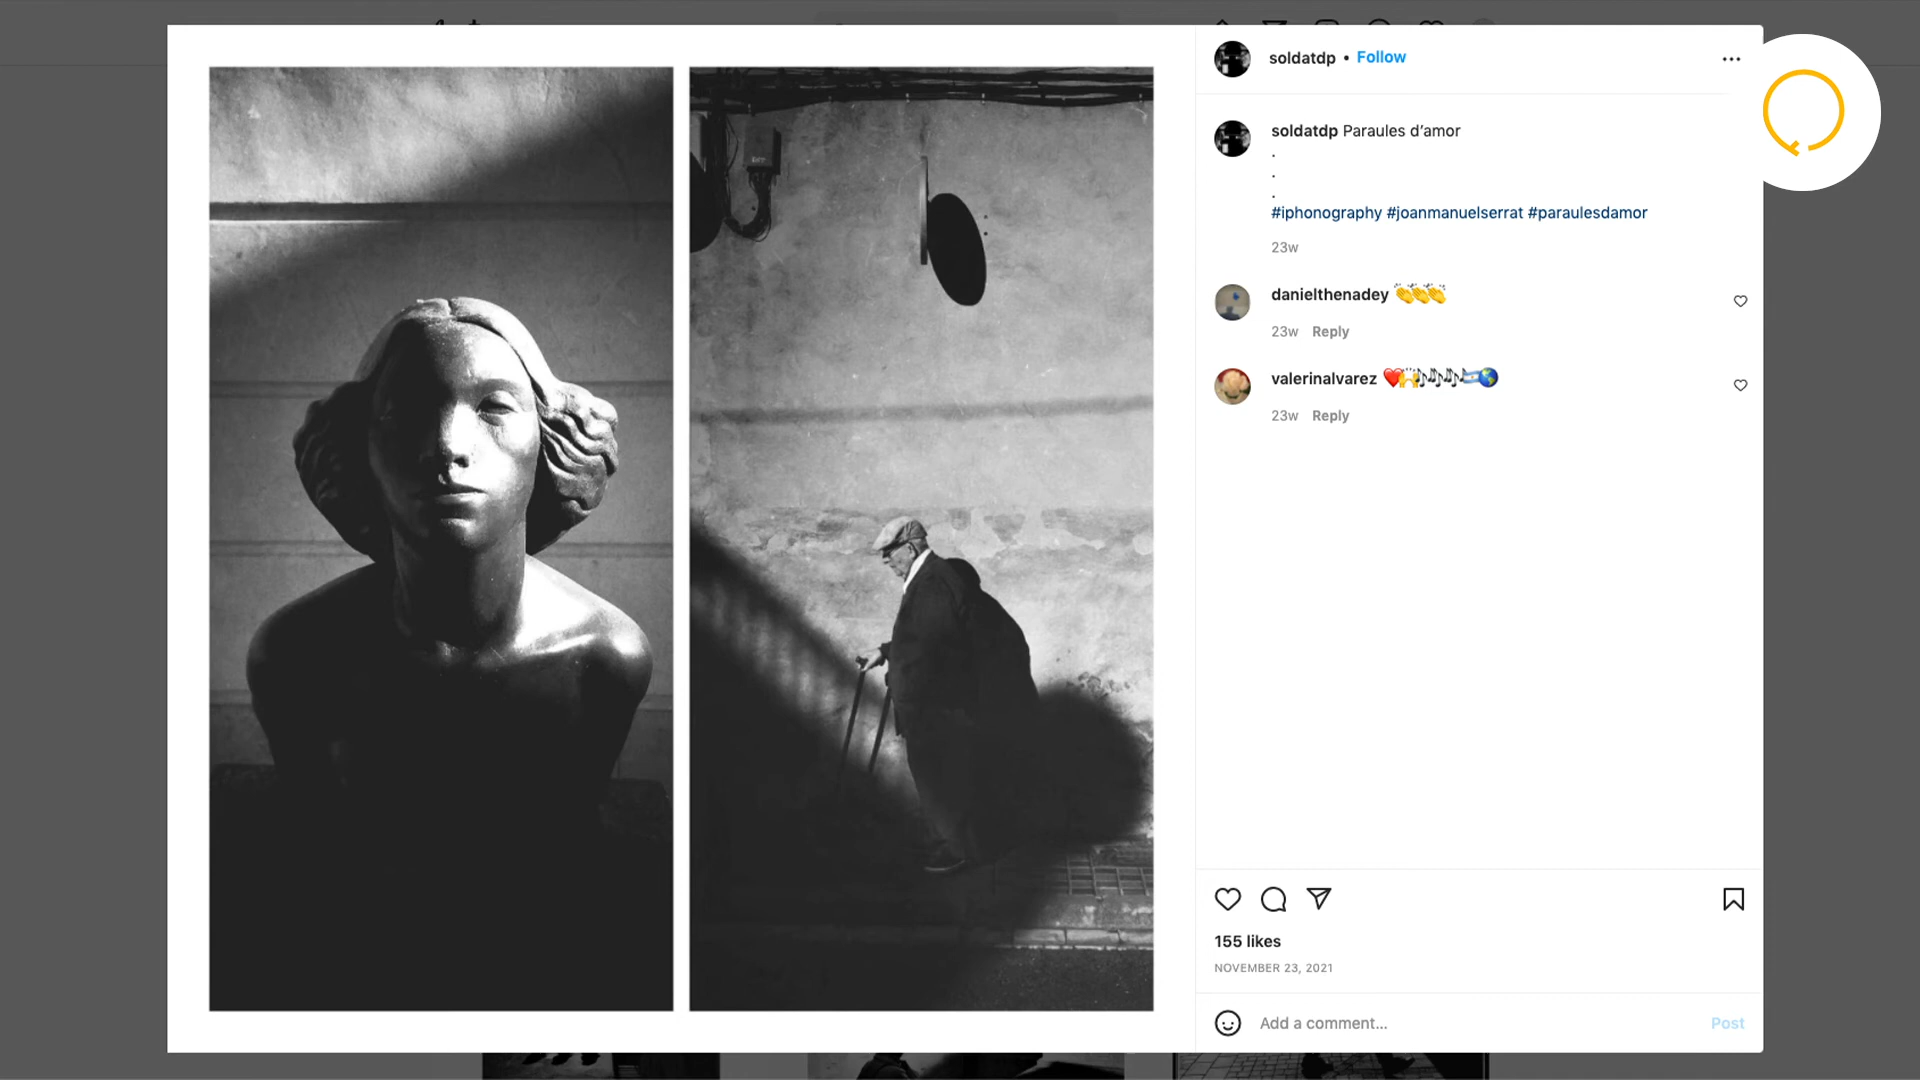 soldatdp • Follow
soldatdp Paraules d’amor
.
.
.
#iphonography #joanmanuelserrat #paraulesdamor
23w
danielthenadey 👏👏👏
23w Reply
valerinalvarez ❤️🙌🎶🎶🎶🇦🇷🌎
23w Reply
155 likes
NOVEMBER 23, 2021
Add a comment...
Post